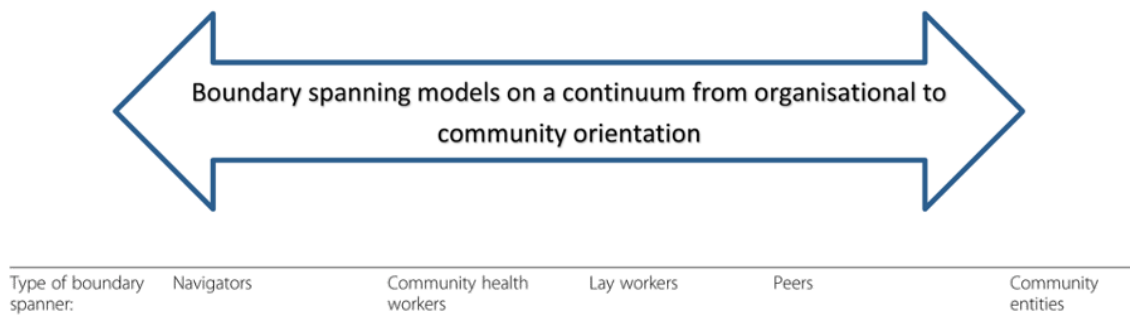 Boundary spanning models on a continuum from organisational to
community orientation
Type of boundary spanner:
Navigators
Community health workers
Lay workers
Peers
Community entities